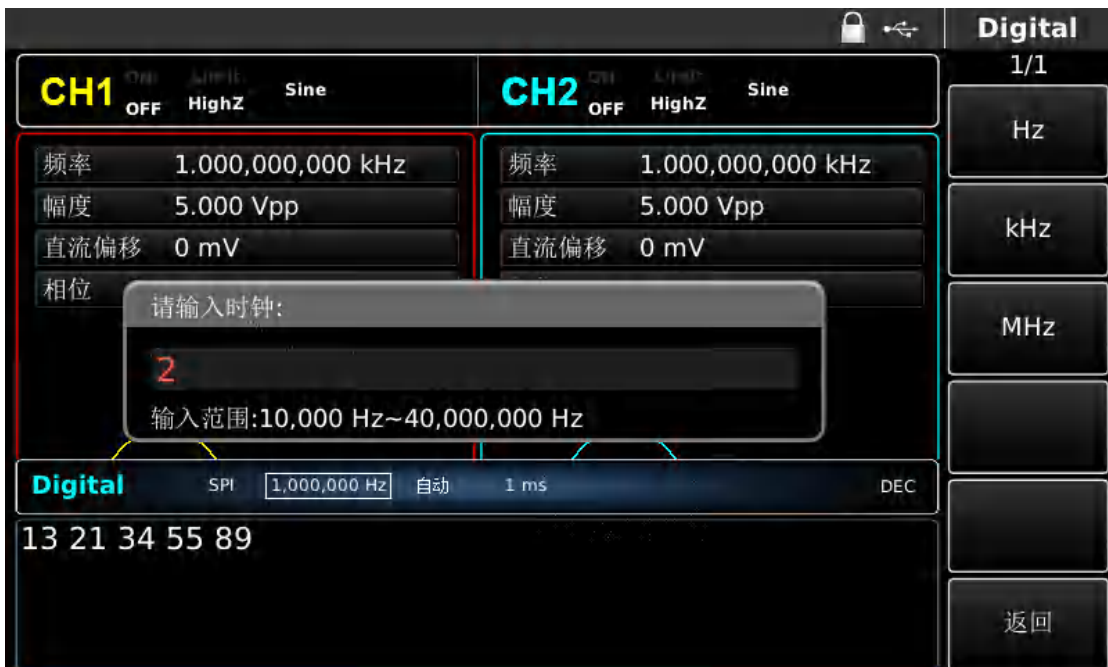 Digital
1/1
CH1 OFF HighZ Sine
CH2 OFF HighZ Sine
Hz
频率 1.000,000,000 kHz
频率 1.000,000,000 kHz
幅度 5.000 Vpp
幅度 5.000 Vpp
kHz
直流偏移 0 mV
直流偏移 0 mV
相位
请输入时钟:
MHz
2
输入范围:10,000 Hz~40,000,000 Hz
Digital SPI 1,000,000 Hz 自动 1 ms DEC
13 21 34 55 89
返回